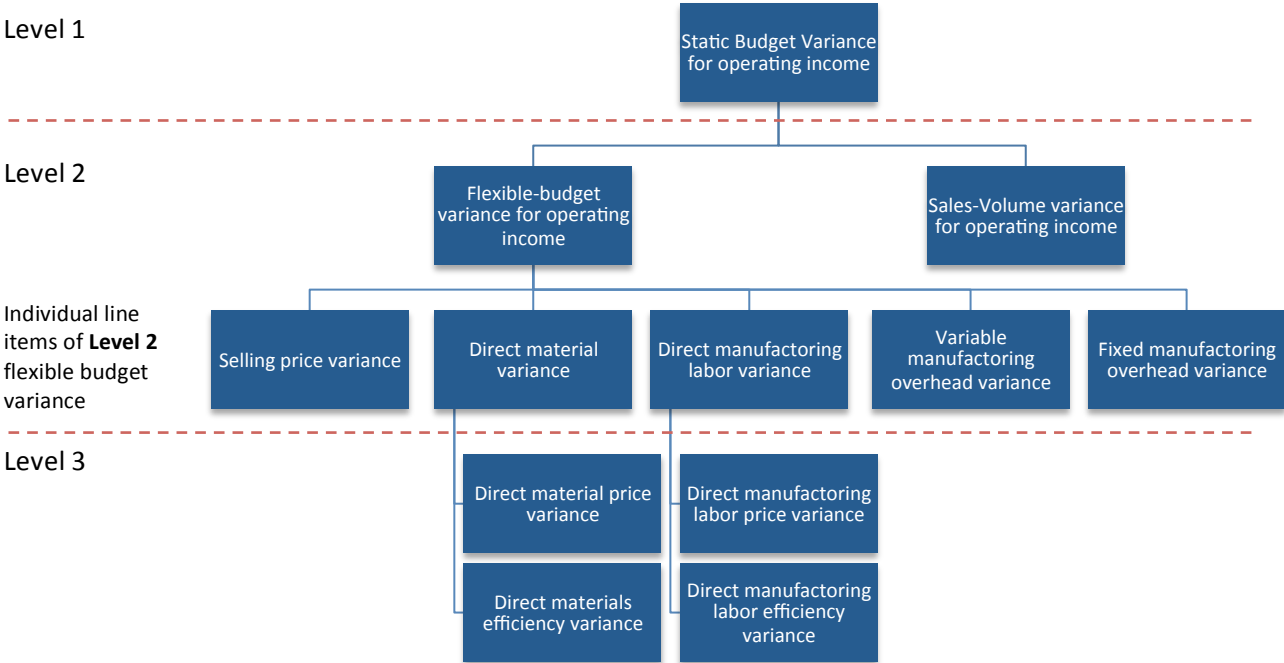 Level 1
Static Budget Variance
for operating income
Level 2
Flexible-budget
variance for operating
income
Sales-Volume variance
for operating income
Individual line
items of Level 2
flexible budget
variance
Selling price variance
Direct material
variance
Direct manufactoring
labor variance
Variable
manufactoring
overhead variance
Fixed manufactoring
overhead variance
Level 3
Direct material price
variance
Direct manufactoring
labor price variance
Direct materials
efficiency variance
Direct manufactoring
labor efficiency
variance